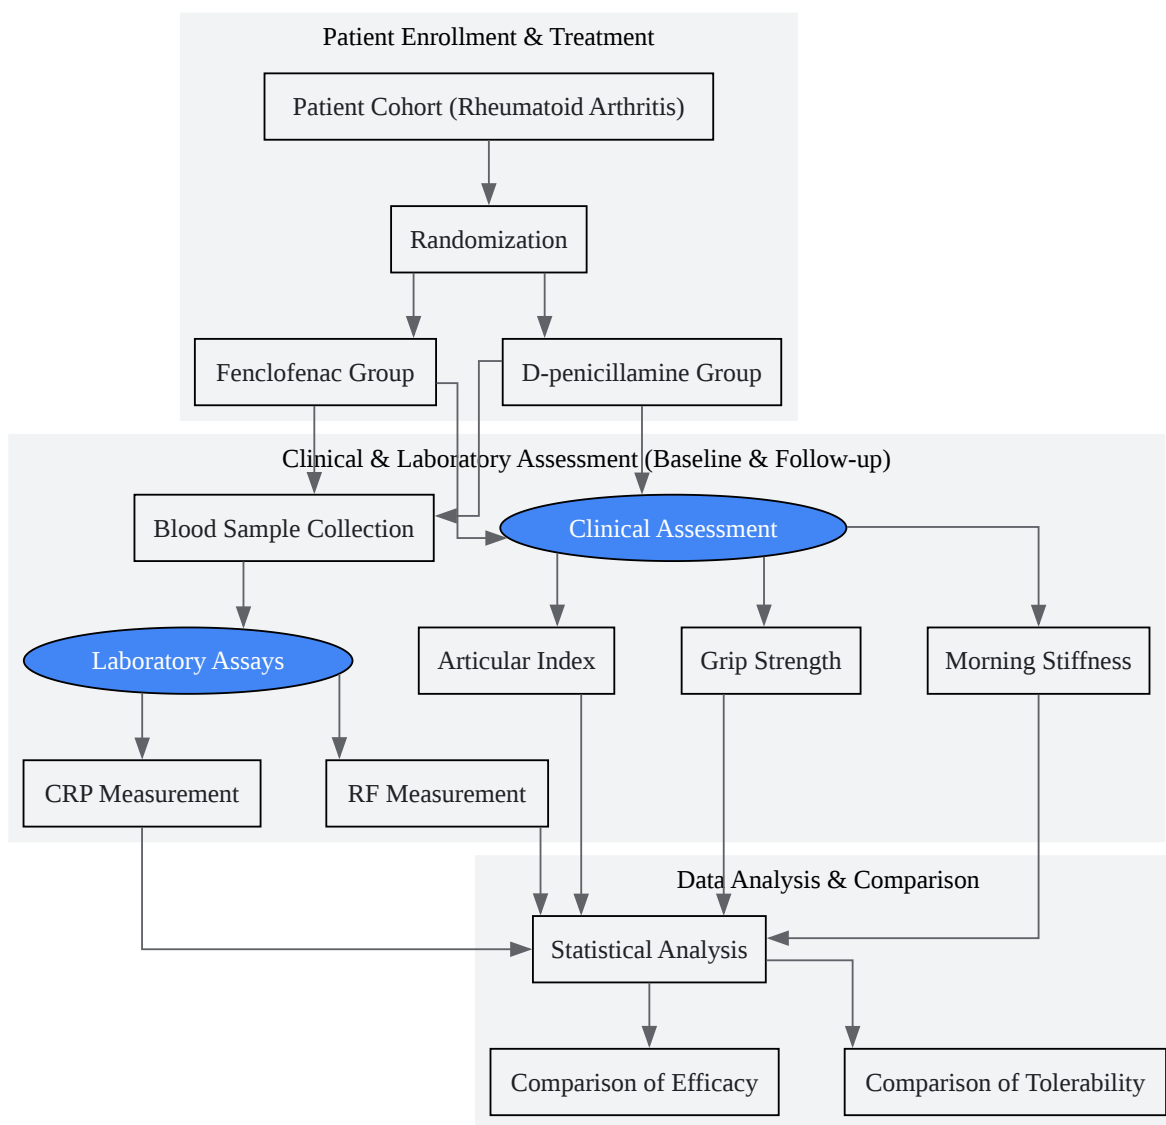 Patient Enrollment & Treatment
Patient Cohort (Rheumatoid Arthritis)
Randomization
Fenclofenac Group
D-penicillamine Group
Clinical & Laboratory Assessment (Baseline & Follow-up)
Blood Sample Collection
Clinical Assessment
Laboratory Assays
Articular Index
Grip Strength
Morning Stiffness
CRP Measurement
RF Measurement
Data Analysis & Comparison
Statistical Analysis
Comparison of Efficacy
Comparison of Tolerability